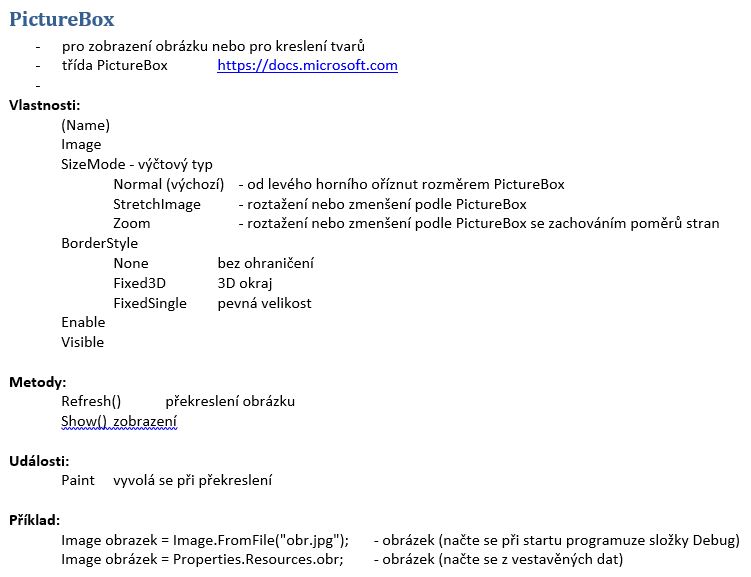 PictureBox
- pro zobrazení obrázku nebo pro kreslení tvarů
- třída PictureBox https://docs.microsoft.com
-
Vlastnosti:
(Name)
Image
SizeMode - výčtový typ
Normal (výchozí) - od levého horního oříznut rozměrem PictureBox
StretchImage - roztažení nebo zmenšení podle PictureBox
Zoom - roztažení nebo zmenšení podle PictureBox se zachováním poměrů stran
BorderStyle
None bez ohraničení
Fixed3D 3D okraj
FixedSingle pevná velikost
Enable
Visible
Metody:
Refresh() překreslení obrázku
Show() zobrazení
Události:
Paint vyvolá se při překreslení
Příklad:
Image obrazek = Image.FromFile("obr.jpg"); - obrázek (načte se při startu programuze složky Debug)
Image obrázek = Properties.Resources.obr; - obrázek (načte se z vestavěných dat)